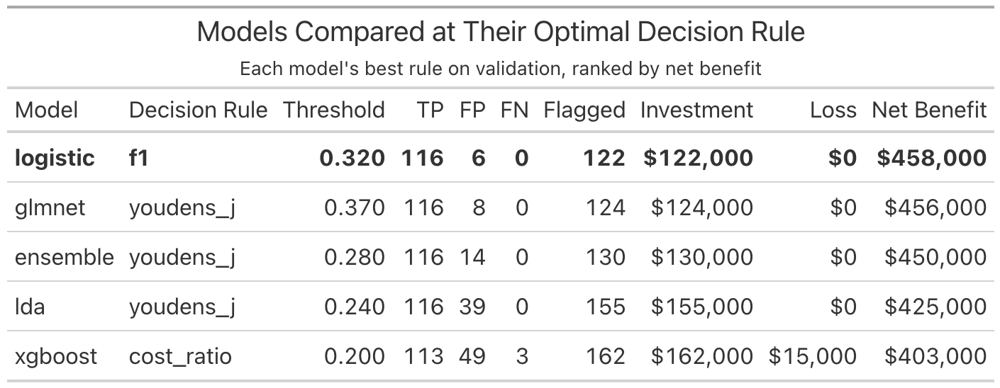 Models Compared at Their Optimal Decision Rule
Each model's best rule on validation, ranked by net benefit
Model Decision Rule Threshold TP FP FN Flagged Investment Loss Net Benefit
logistic f1 0.320 116 6 0 122 $122,000 $0 $458,000
glmnet youdens_j 0.370 116 8 0 124 $124,000 $0 $456,000
ensemble youdens_j 0.280 116 14 0 130 $130,000 $0 $450,000
lda youdens_j 0.240 116 39 0 155 $155,000 $0 $425,000
xgboost cost_ratio 0.200 113 49 3 162 $162,000 $15,000 $403,000